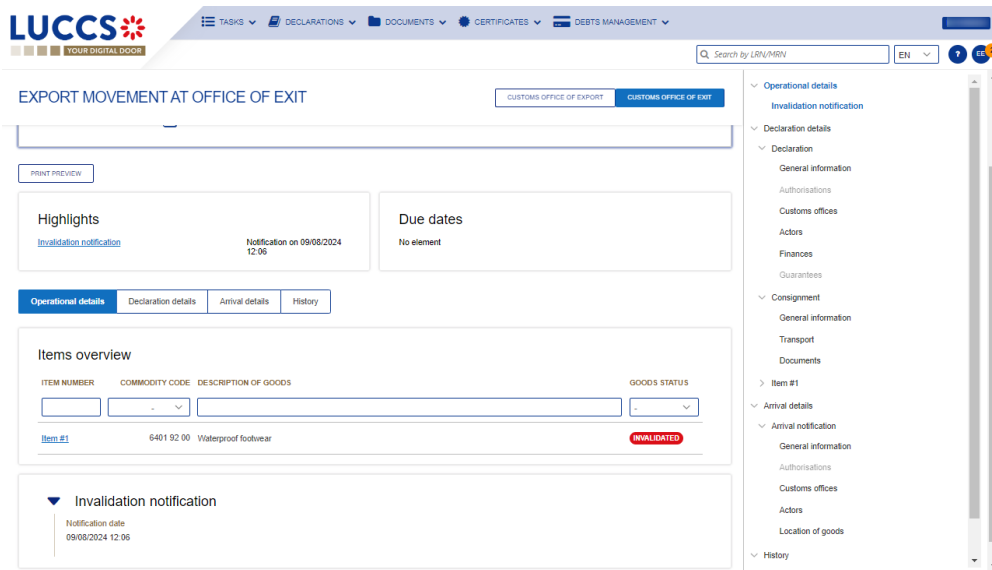 LUCCS
YOUR DIGITAL DOOR
TASKS
DECLARATIONS
DOCUMENTS
CERTIFICATES
DEBTS MANAGEMENT
Search by LRN/MRN
EN
?
EE
EXPORT MOVEMENT AT OFFICE OF EXIT
CUSTOMS OFFICE OF EXPORT
CUSTOMS OFFICE OF EXIT
PRINT PREVIEW
Highlights
Invalidation notification
Notification on 09/08/2024
12:06
Due dates
No element
Operational details
Declaration details
Arrival details
History
Items overview
ITEM NUMBER
COMMODITY CODE
DESCRIPTION OF GOODS
GOODS STATUS
-
-
Item #1
6401 92 00
Waterproof footwear
INVALIDATED
Invalidation notification
Notification date
09/08/2024 12:06
Operational details
Invalidation notification
Declaration details
Declaration
General information
Authorisations
Customs offices
Actors
Finances
Guarantees
Consignment
General information
Transport
Documents
Item #1
Arrival details
Arrival notification
General information
Authorisations
Customs offices
Actors
Location of goods
History